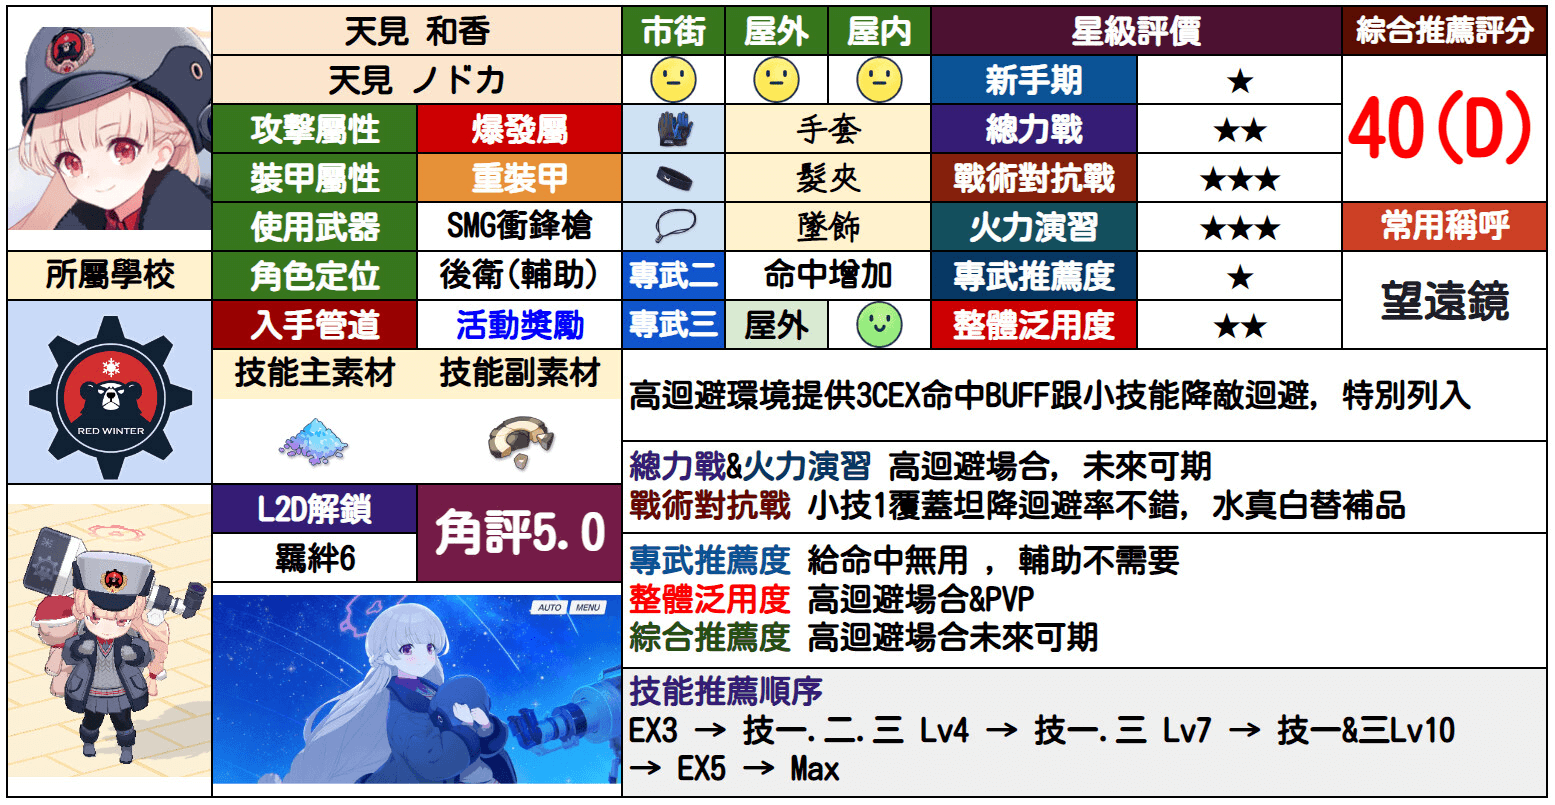 天見 和香
天見 ノドカ
市街 屋外 屋内
星級評價
綜合推薦評分
攻擊屬性 爆發屬
裝甲屬性 重裝甲
使用武器 SMG衝鋒槍
角色定位 後衛(輔助)
入手管道 活動獎勵
手套
髮夾
墜飾
專武二 命中增加
專武三 屋外
新手期 ★
總力戰 ★★
戰術對抗戰 ★★★
火力演習 ★★★
專武推薦度 ★
整體泛用度 ★★
40(D)
常用稱呼
望遠鏡
所屬學校
RED WINTER
技能主素材 技能副素材
L2D解鎖
羈絆6
角評5.0
AUTO MENU
高迴避環境提供3CEX命中BUFF跟小技能降敵迴避, 特別列入
總力戰&火力演習 高迴避場合, 未來可期
戰術對抗戰 小技1覆蓋坦降迴避率不錯, 水真白替補品
專武推薦度 給命中無用 , 輔助不需要
整體泛用度 高迴避場合&PVP
綜合推薦度 高迴避場合未來可期
技能推薦順序
EX3 → 技一.二.三 Lv4 → 技一.三 Lv7 → 技一&三Lv10
→ EX5 → Max